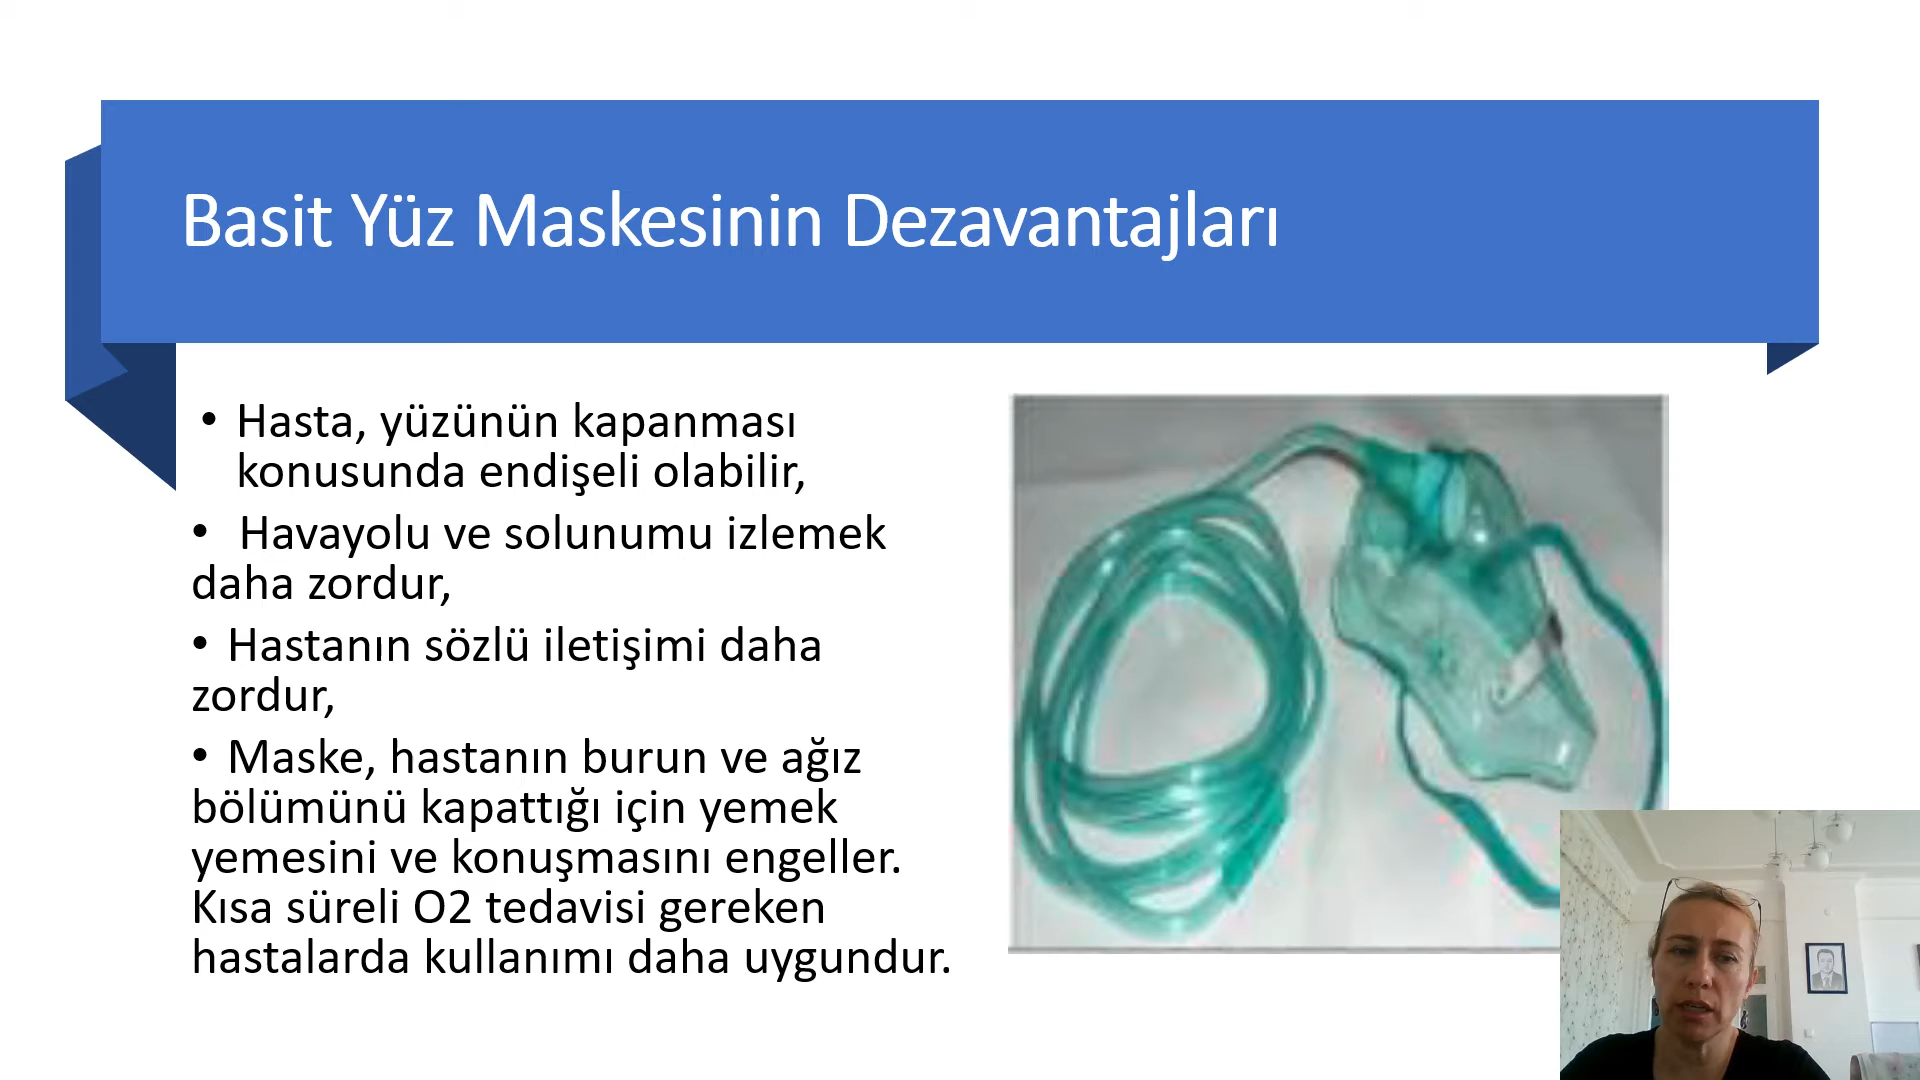 Basit Yüz Maskesinin Dezavantajları
• Hasta, yüzünün kapanması
konusunda endişeli olabilir,
• Havayolu ve solunumu izlemek
daha zordur,
• Hastanın sözlü iletişimi daha
zordur,
• Maske, hastanın burun ve ağız
bölümünü kapattığı için yemek
yemesini ve konuşmasını engeller.
Kısa süreli O2 tedavisi gereken
hastalarda kullanımı daha uygundur.